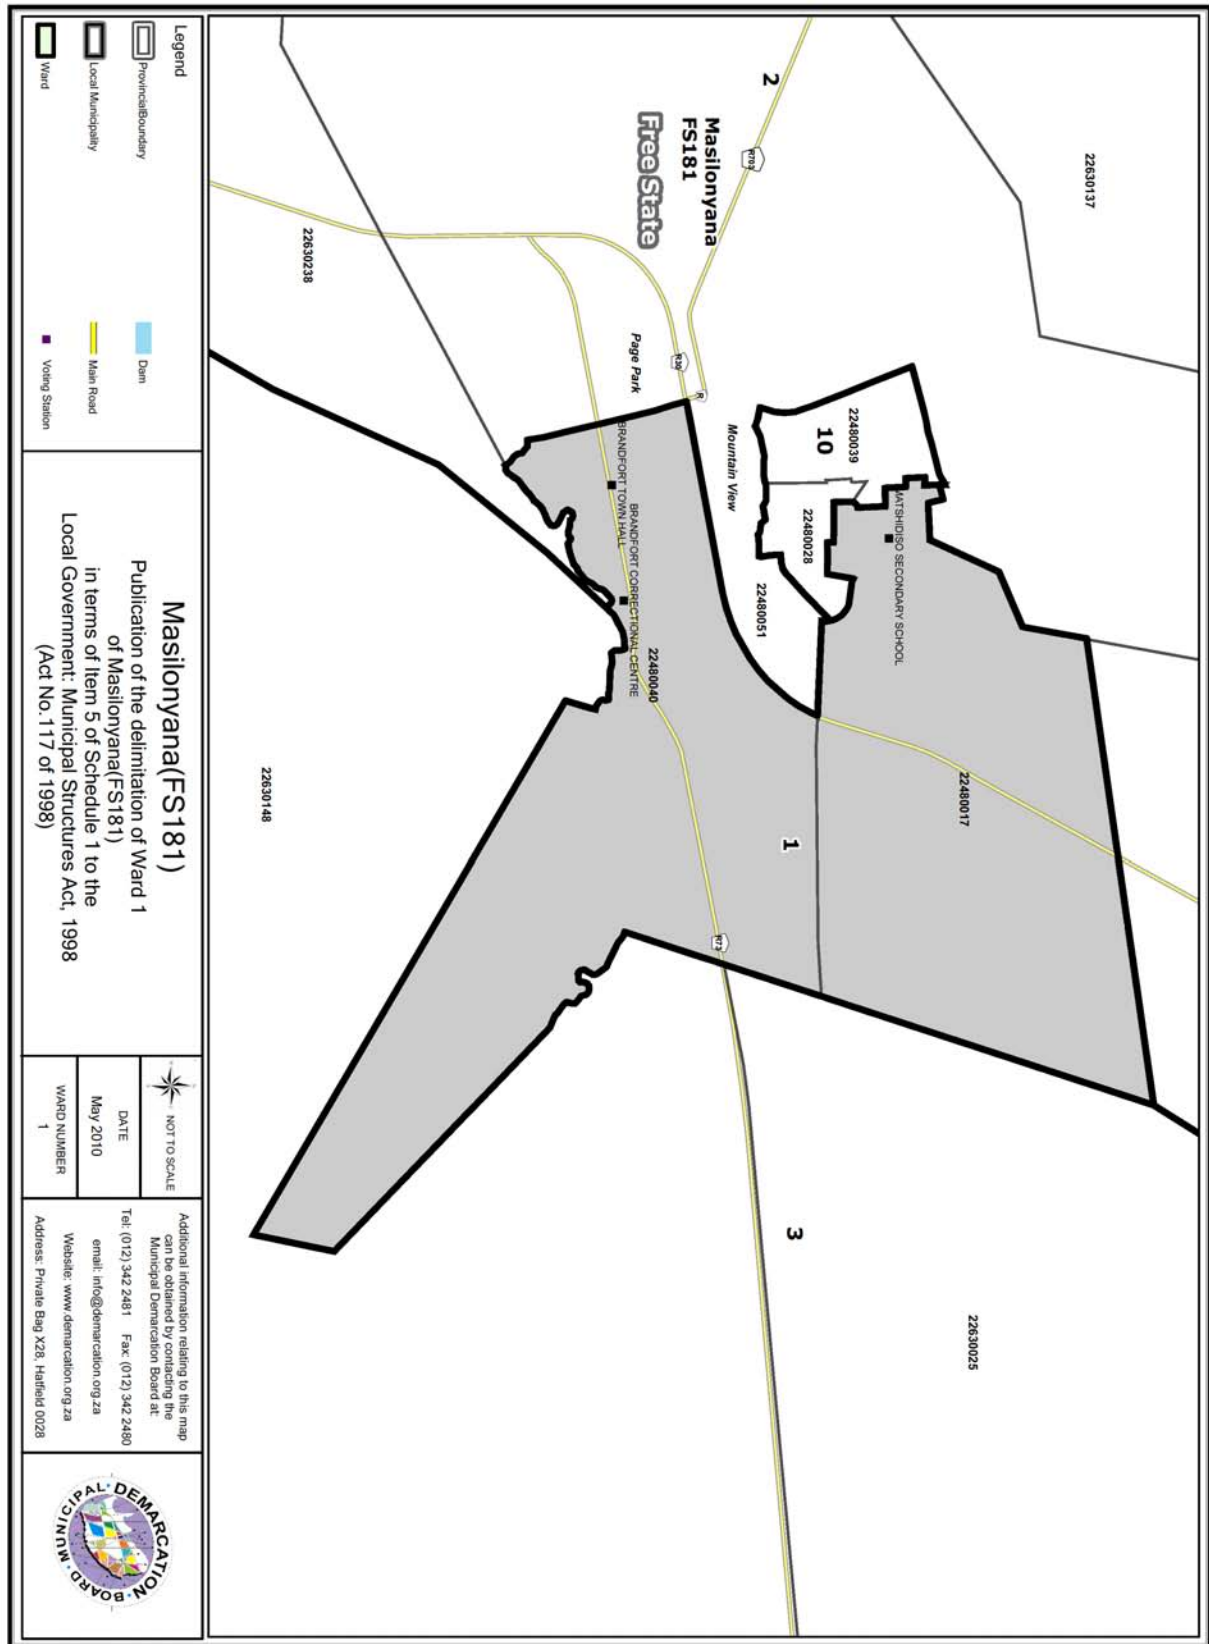 22630137
2
R703
Masilonyana
FS181
Free State
22630238
Page Park
R30
R
Mountain View
22480039
10
22480028
22480051
MATSHIDISO SECONDARY SCHOOL
BRANDFORT TOWN HALL
BRANDFORT CORRECTIONAL CENTRE
22480040
22480017
1
22630148
R73
3
22630025
Legend
ProvincialBoundary
Local Municipality
Ward
Dam
Main Road
Voting Station
Masilonyana(FS181)
Publication of the delimitation of Ward 1
of Masilonyana(FS181)
in terms of Item 5 of Schedule 1 to the
Local Government: Municipal Structures Act, 1998
(Act No.117 of 1998)
NOT TO SCALE
DATE
May 2010
WARD NUMBER
1
Additional information relating to this map
can be obtained by contacting the
Municipal Demarcation Board at:
Tel: (012) 342 2481 Fax: (012) 342 2480
email: info@demarcation.org.za
Website: www.demarcation.org.za
Address: Private Bag X28, Hatfield 0028
MUNICIPAL DEMARCATION BOARD